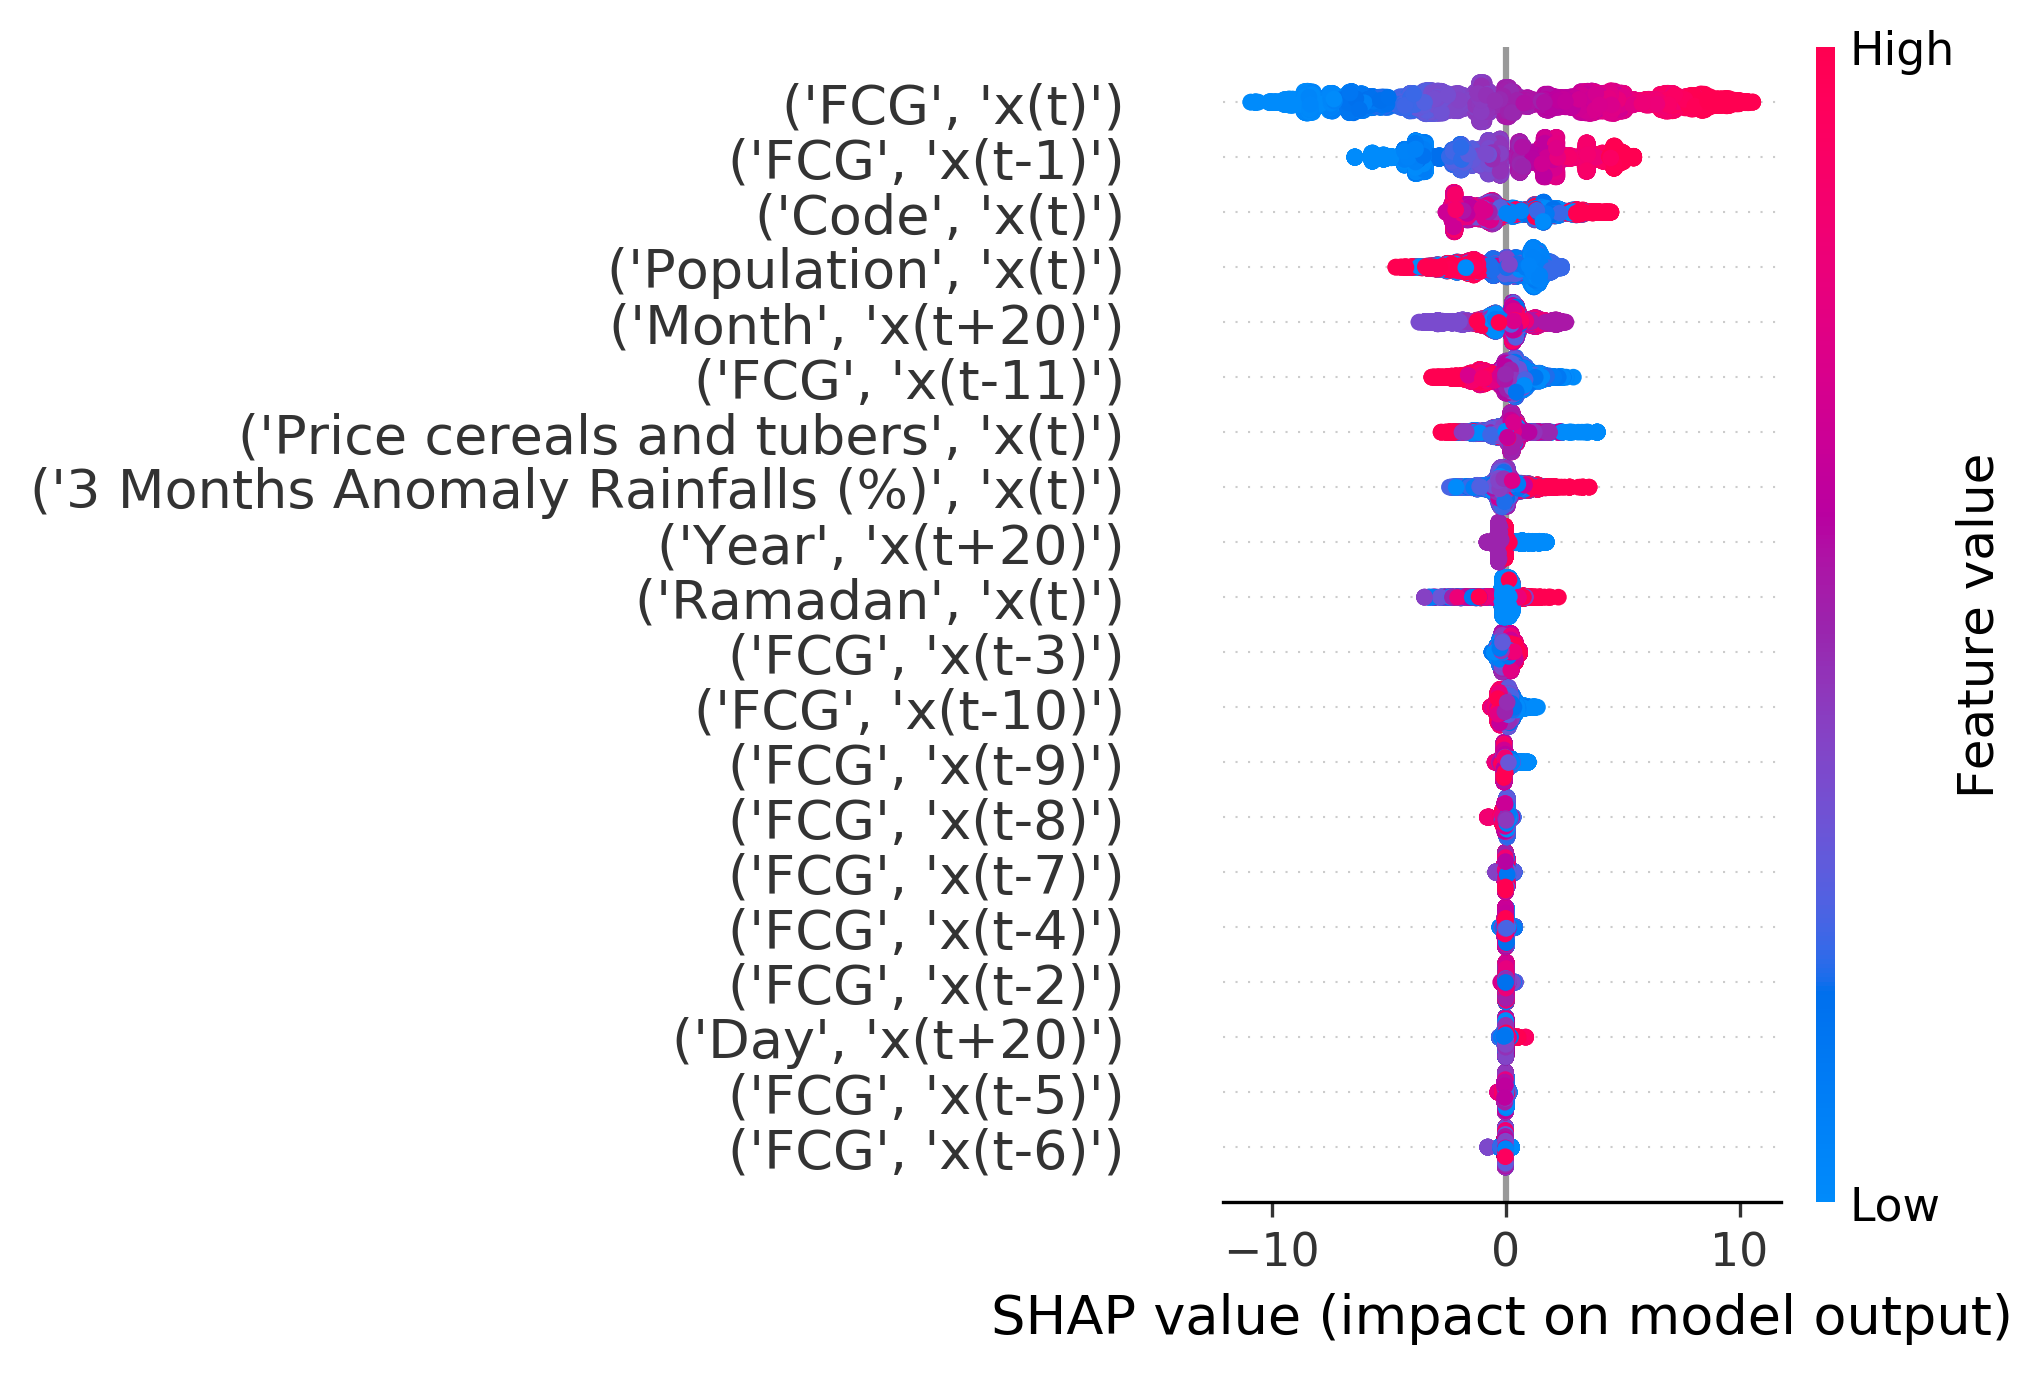 High
('FCG', 'x(t)')
('FCG', 'x(t-1)')
('Code', 'x(t)')
('Population', 'x(t)')
('Month', 'x(t+20)')
('FCG', 'x(t-11)')
('Price cereals and tubers', 'x(t)')
('3 Months Anomaly Rainfalls (%)', 'x(t)')
('Year', 'x(t+20)')
('Ramadan', 'x(t)')
('FCG', 'x(t-3)')
('FCG', 'x(t-10)')
('FCG', 'x(t-9)')
('FCG', 'x(t-8)')
('FCG', 'x(t-7)')
('FCG', 'x(t-4)')
('FCG', 'x(t-2)')
('Day', 'x(t+20)')
('FCG', 'x(t-5)')
('FCG', 'x(t-6)')
Feature value
Low
−10 0 10
SHAP value (impact on model output)